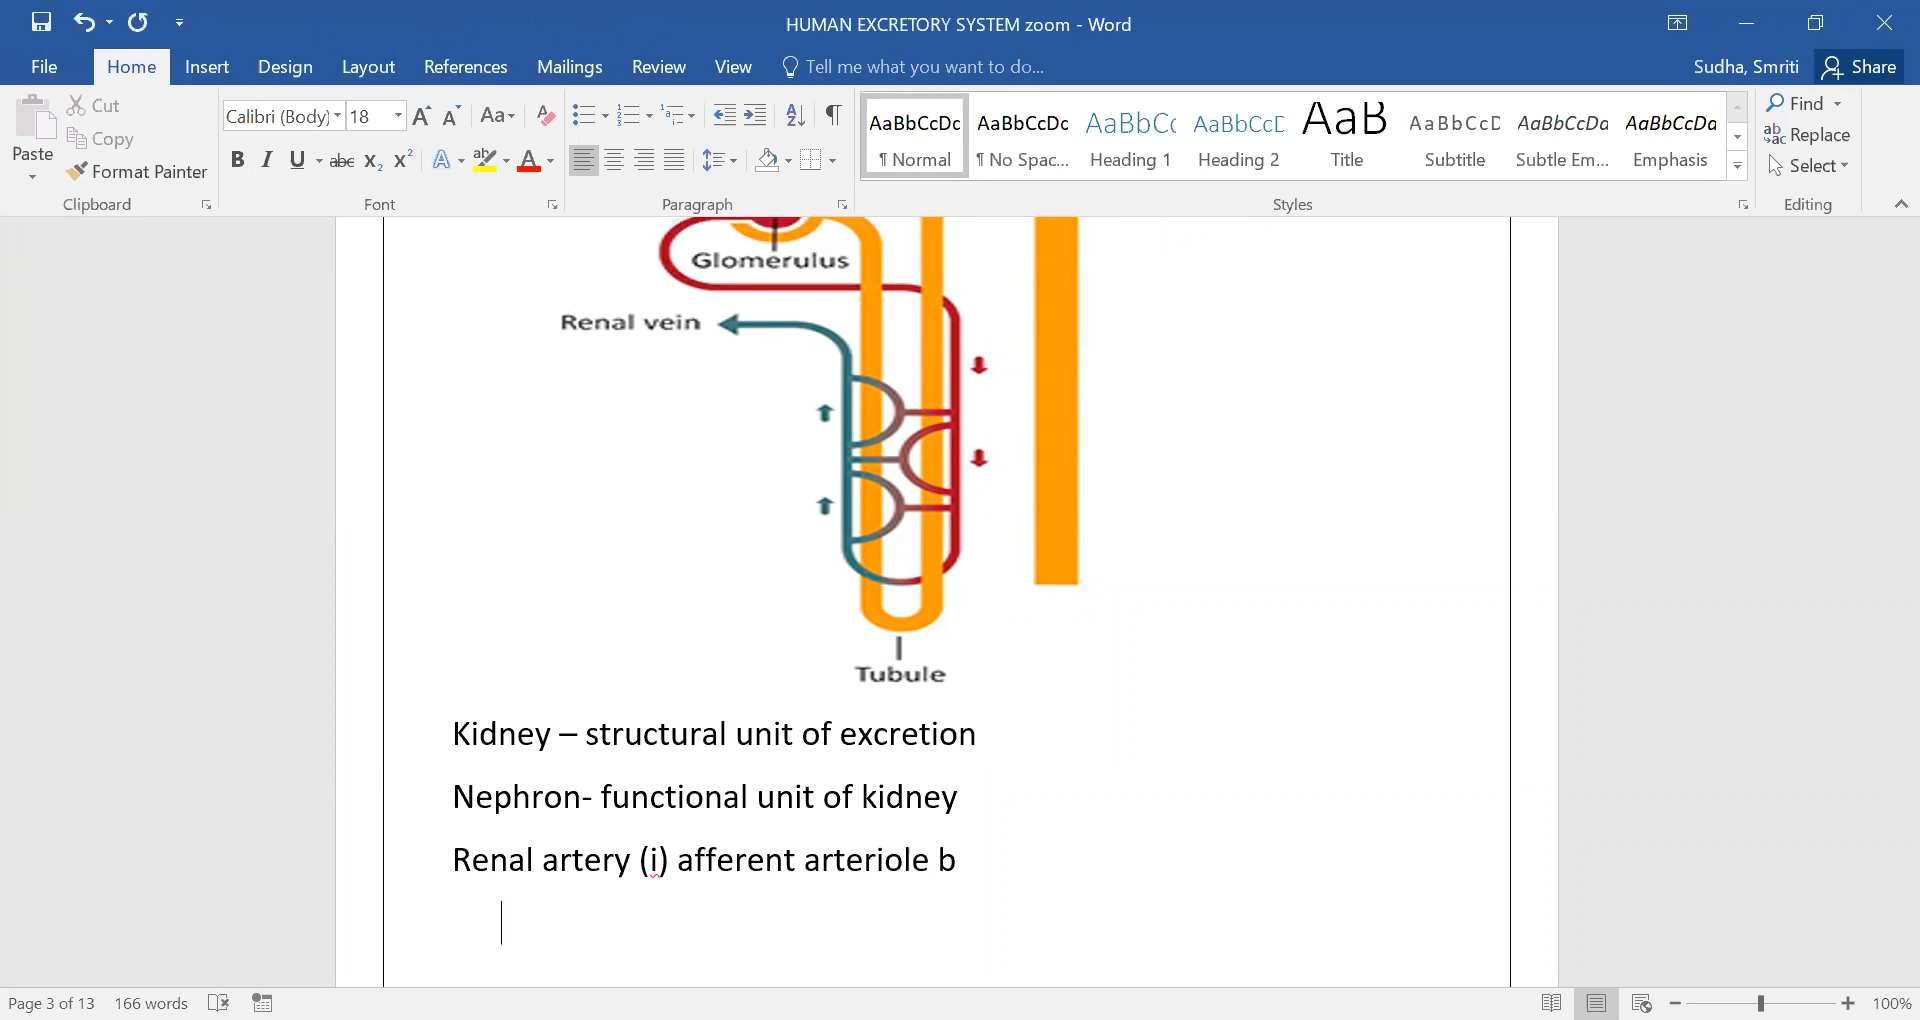 HUMAN EXCRETORY SYSTEM zoom - Word
File Home Insert Design Layout References Mailings Review View Tell me what you want to do... Sudha, Smriti Share
Paste Cut
Copy
Format Painter
Clipboard
Calibri (Body) 18
Font
Paragraph
AaBbCcDc ¶ Normal
AaBbCcDc ¶ No Spac...
AaBbCc Heading 1
AaBbCcD Heading 2
AaB Title
AaBbCcD Subtitle
AaBbCcDa Subtle Em...
AaBbCcDa Emphasis
Styles
Find
Replace
Select
Editing
Glomerulus
Renal vein
Tubule
Kidney – structural unit of excretion
Nephron- functional unit of kidney
Renal artery (i) afferent arteriole b
Page 3 of 13 166 words 100%